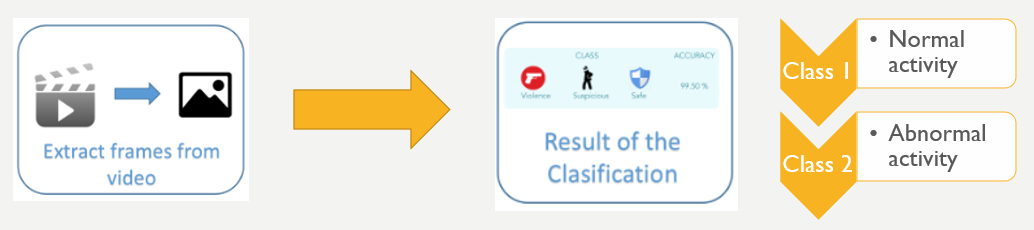 Extract frames from
video
CLASS
ACCURACY
Violence
Suspicious
Safe
99.50 %
Result of the
Clasification
Class 1
• Normal
activity
Class 2
• Abnormal
activity